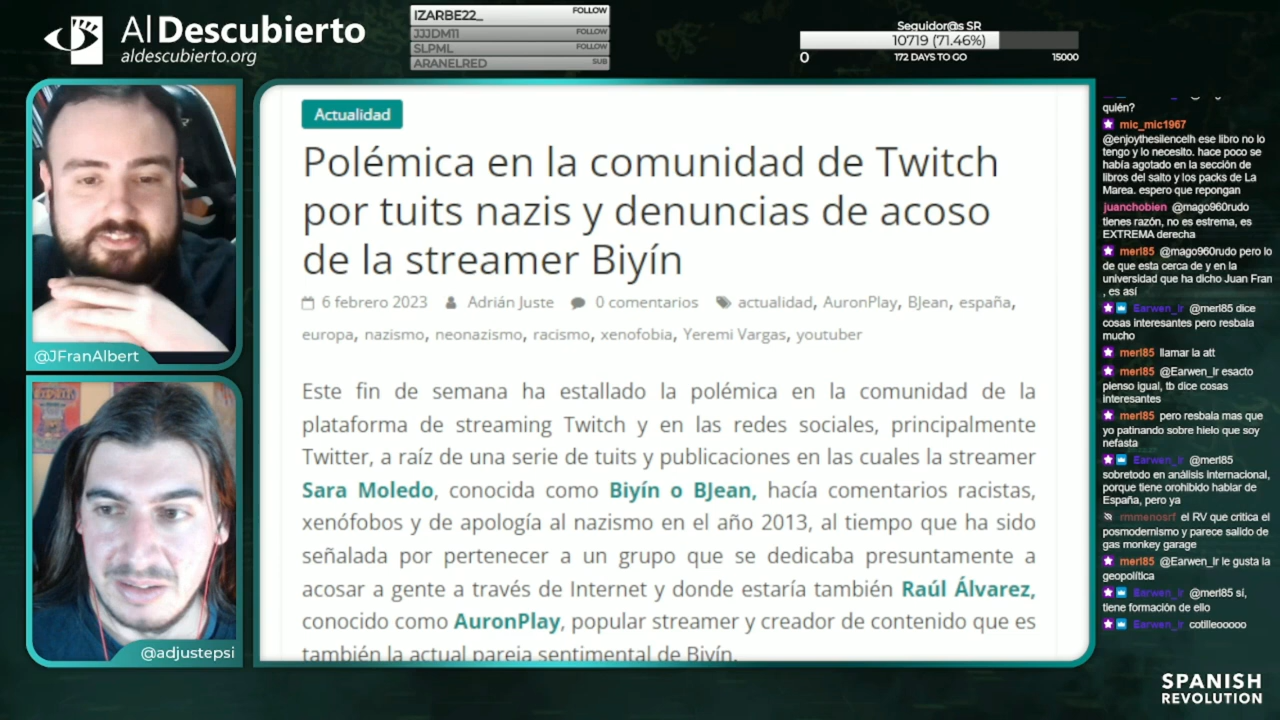 Al Descubierto
aldescubierto.org
IZARBE22_ FOLLOW
JJJDM11 FOLLOW
SLPML FOLLOW
ARANELRED SUB
Seguidor@s SR
10719 (71.46%)
0 172 DAYS TO GO 15000
@JFranAlbert
@adjustepsi
Actualidad
Polémica en la comunidad de Twitch
por tuits nazis y denuncias de acoso
de la streamer Biyín
6 febrero 2023 Adrián Juste 0 comentarios actualidad, AuronPlay, BJean, españa,
europa, nazismo, neonazismo, racismo, xenofobia, Yeremi Vargas, youtuber
Este fin de semana ha estallado la polémica en la comunidad de la
plataforma de streaming Twitch y en las redes sociales, principalmente
Twitter, a raíz de una serie de tuits y publicaciones en las cuales la streamer
Sara Moledo, conocida como Biyín o BJean, hacía comentarios racistas,
xenófobos y de apología al nazismo en el año 2013, al tiempo que ha sido
señalada por pertenecer a un grupo que se dedicaba presuntamente a
acosar a gente a través de Internet y donde estaría también Raúl Álvarez,
conocido como AuronPlay, popular streamer y creador de contenido que es
también la actual pareja sentimental de Biyín.
quién?
mic_mic1967
@enjoythesilencelh ese libro no lo
tengo y lo necesito. hace poco se
había agotado en la sección de
libros del salto y los packs de La
Marea. espero que repongan
juanchobien @mago960rudo
tienes razón, no es estrema, es
EXTREMA derecha
merl85 @mago960rudo pero lo
de que esta cerca de y en la
universidad que ha dicho Juan Fran
, es así
Earwen_lr @merl85 dice
cosas interesantes pero resbala
mucho
merl85 llamar la att
merl85 @Earwen_lr esacto
pienso igual, tb dice cosas
interesantes
merl85 pero resbala mas que
yo patinando sobre hielo que soy
nefasta
Earwen_lr @merl85
sobretodo en análisis internacional,
porque tiene orohibido hablar de
España, pero ya
rmmenosrf el RV que critica el
posmodernismo y parece salido de
gas monkey garage
merl85 @Earwen_lr le gusta la
geopolítica
Earwen_lr @merl85 sí,
tiene formación de ello
Earwen_lr cotilleooooo
SPANISH
REVOLUTION